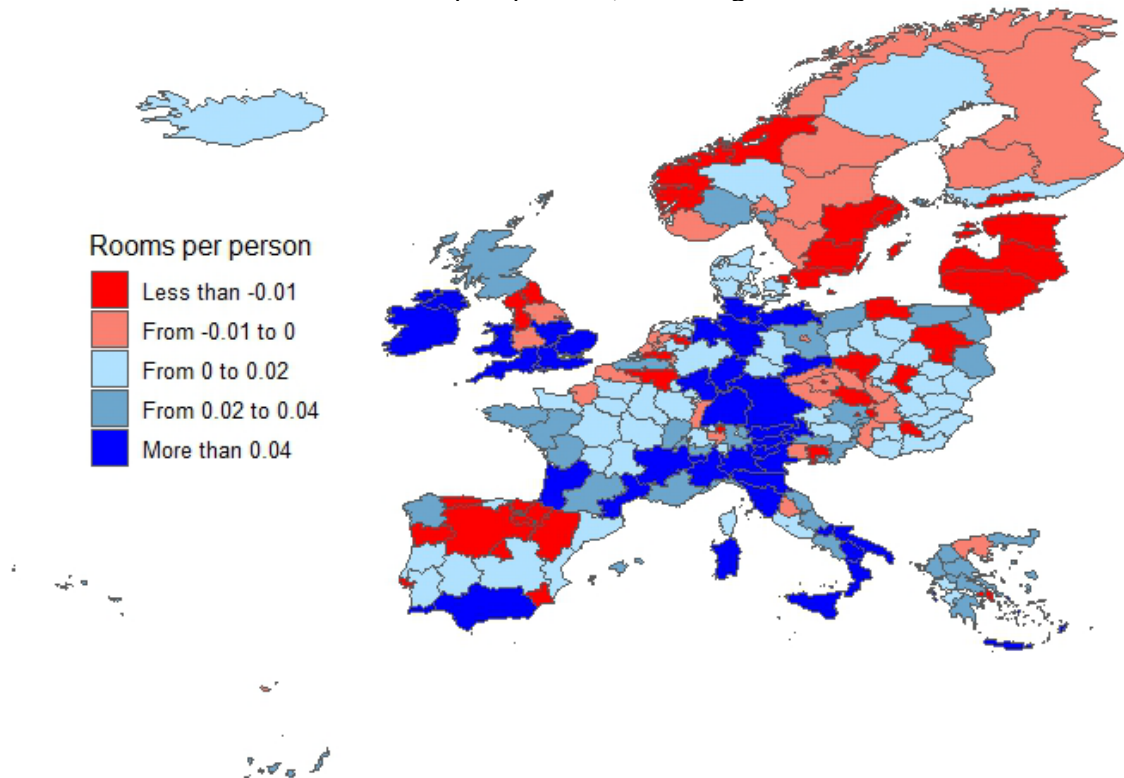 Rooms per person
Less than -0.01
From -0.01 to 0
From 0 to 0.02
From 0.02 to 0.04
More than 0.04